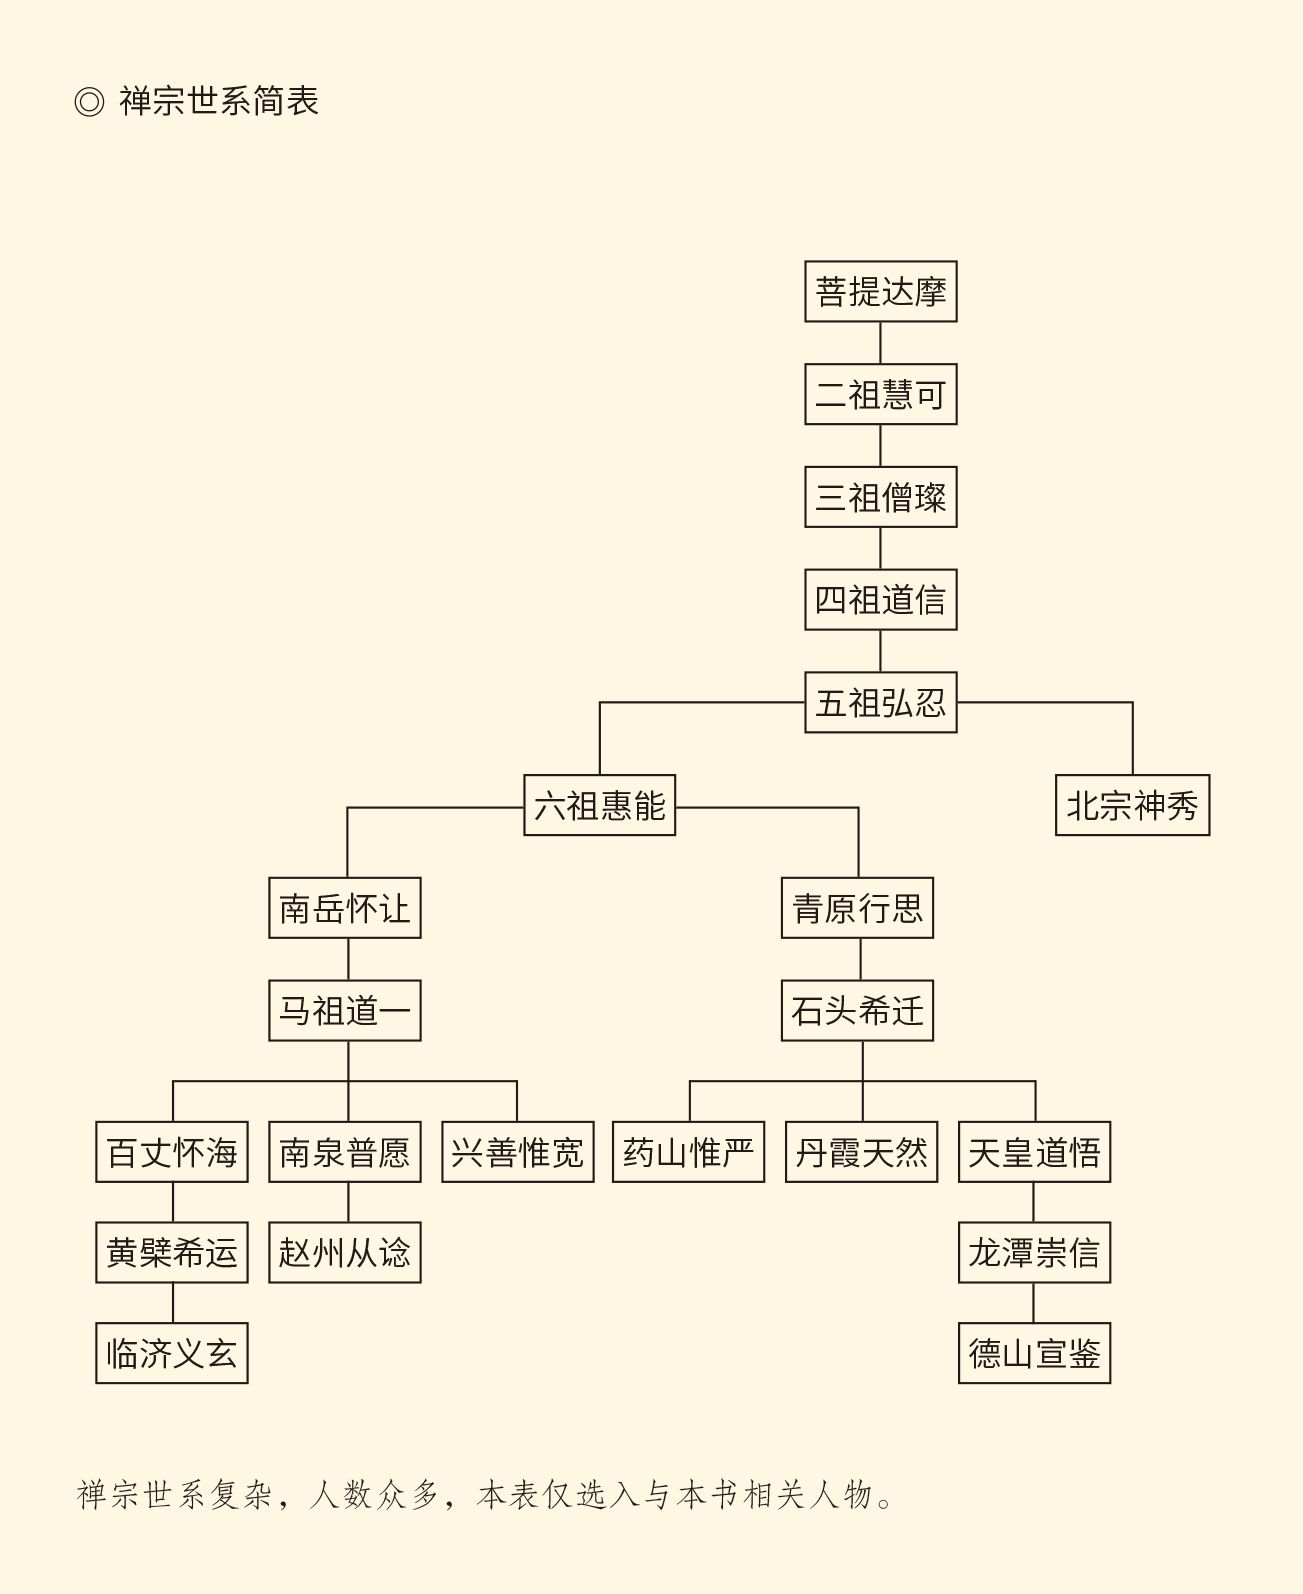 ◎ 禅宗世系简表
菩提达摩
二祖慧可
三祖僧璨
四祖道信
五祖弘忍
六祖惠能
北宗神秀
南岳怀让
青原行思
马祖道一
石头希迁
百丈怀海
南泉普愿
兴善惟宽
药山惟严
丹霞天然
天皇道悟
黄檗希运
赵州从谂
龙潭崇信
临济义玄
德山宣鉴
禅宗世系复杂，人数众多，本表仅选入与本书相关人物。